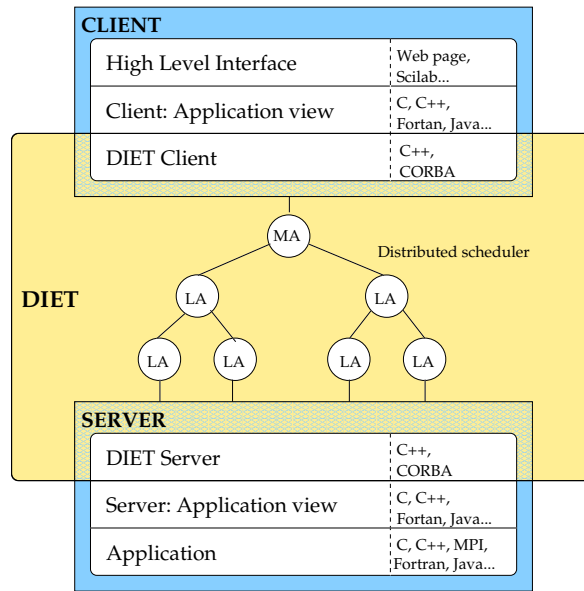 CLIENT
High Level Interface
Web page,
Scilab...
Client: Application view
C, C++,
Fortan, Java...
DIET Client
C++,
CORBA
MA
Distributed scheduler
LA
LA
DIET
LA
LA
LA
LA
SERVER
DIET Server
C++,
CORBA
Server: Application view
C, C++,
Fortan, Java...
Application
C, C++, MPI,
Fortran, Java...